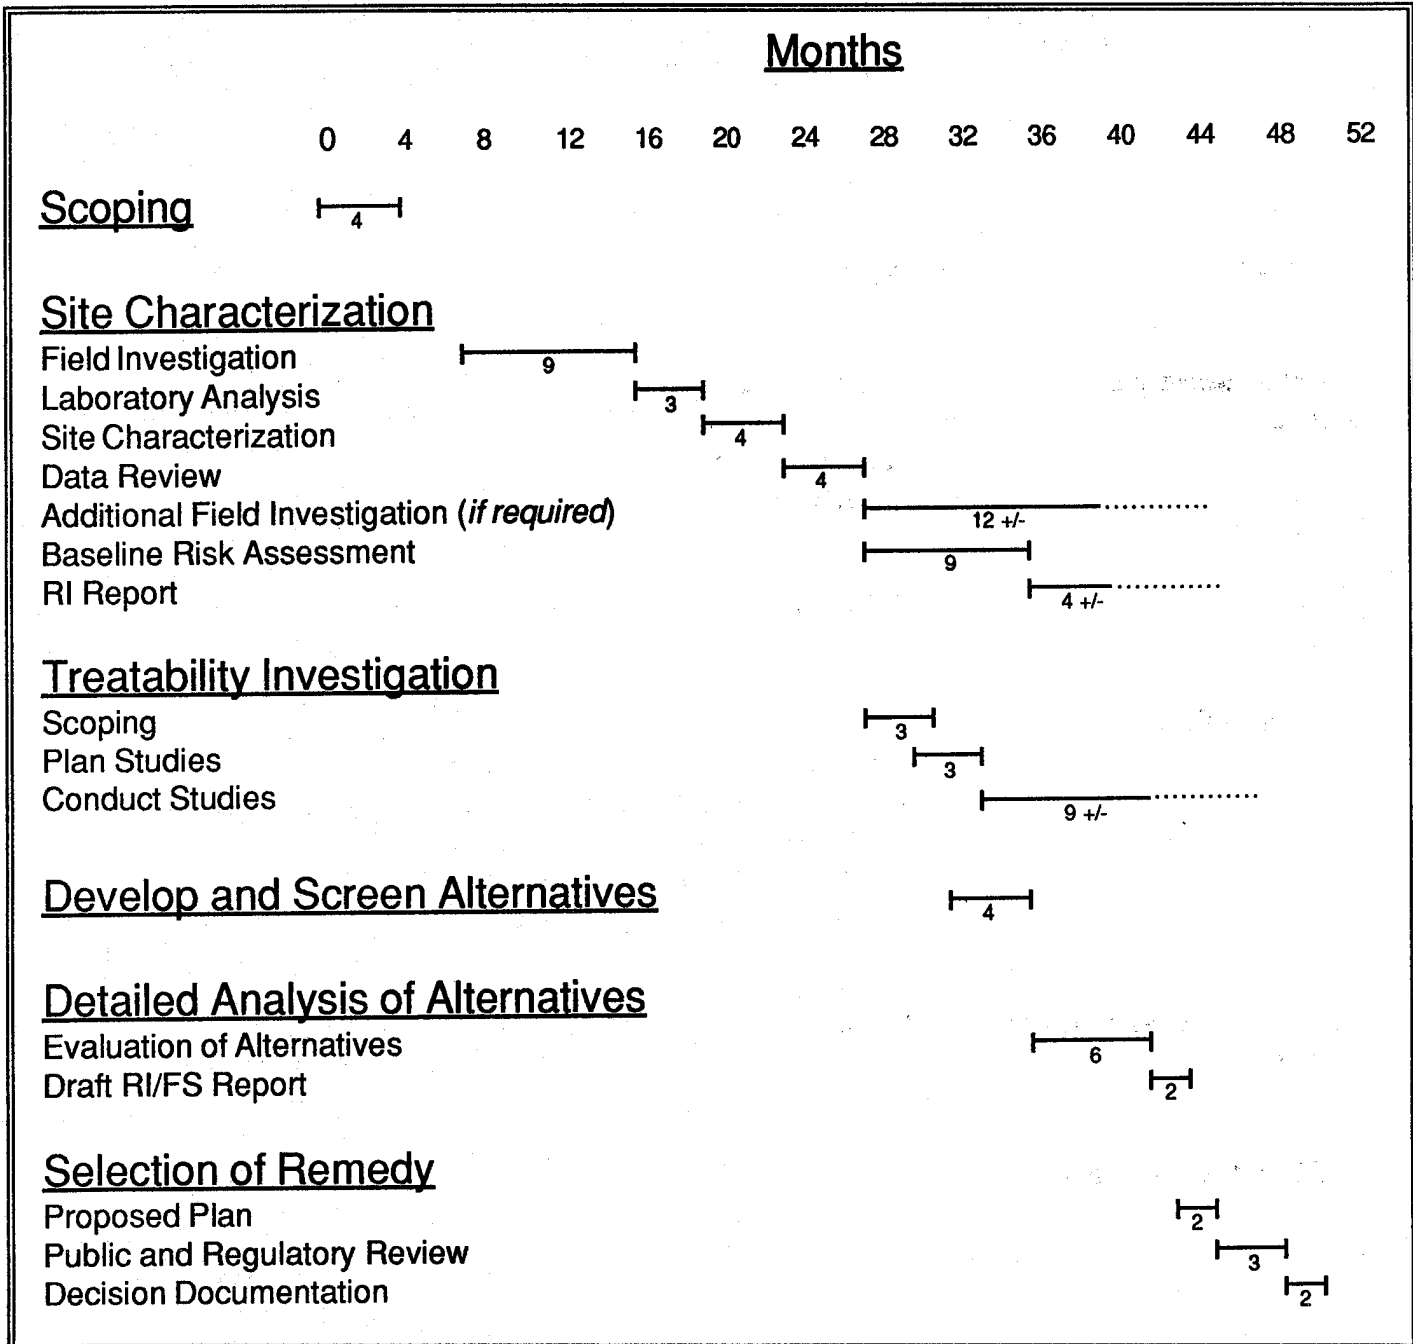 Months
0 4 8 12 16 20 24 28 32 36 40 44 48 52
Scoping
4
Site Characterization
Field Investigation
9
Laboratory Analysis
3
Site Characterization
4
Data Review
4
Additional Field Investigation (if required)
12 +/-
Baseline Risk Assessment
9
RI Report
4 +/-
Treatability Investigation
Scoping
3
Plan Studies
3
Conduct Studies
9 +/-
Develop and Screen Alternatives
4
Detailed Analysis of Alternatives
Evaluation of Alternatives
6
Draft RI/FS Report
2
Selection of Remedy
Proposed Plan
2
Public and Regulatory Review
3
Decision Documentation
2